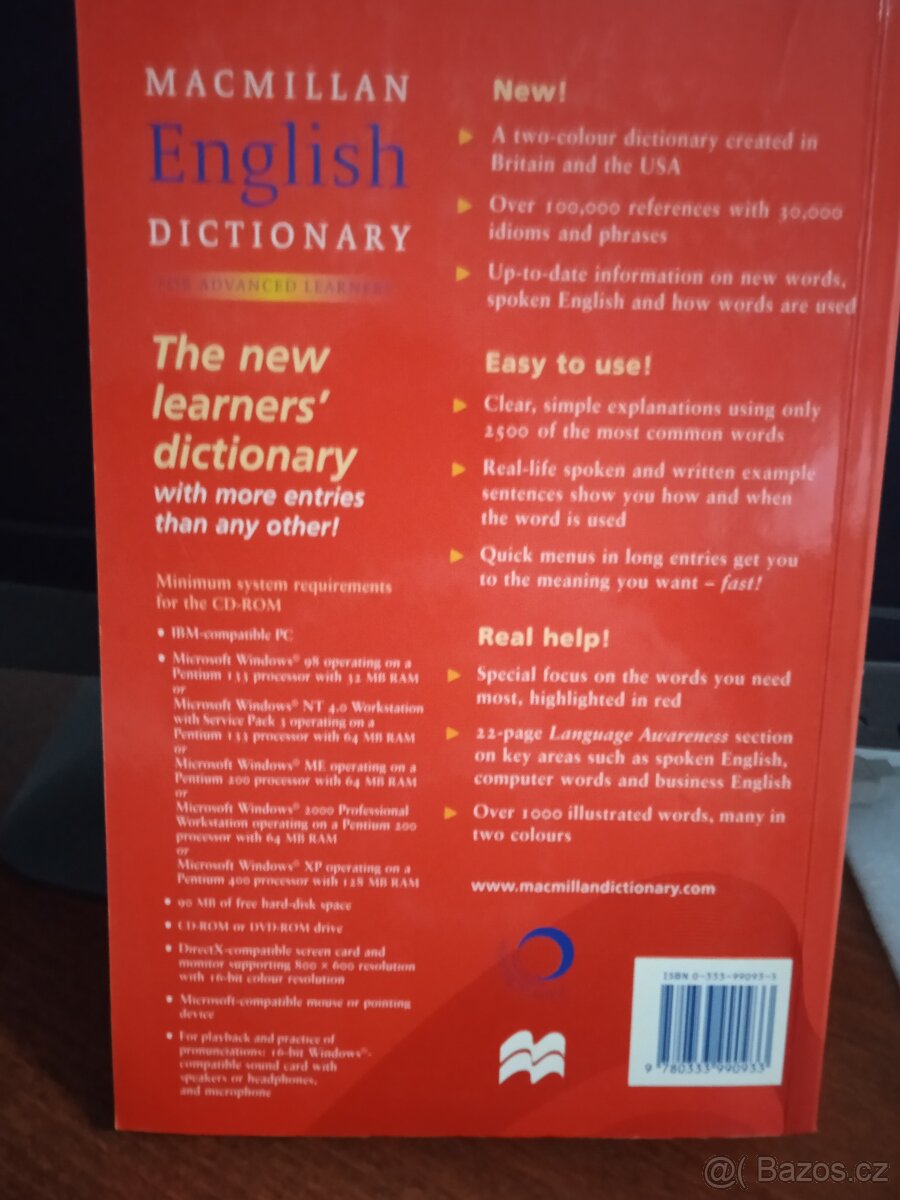 MACMILLAN
English
DICTIONARY
FOR ADVANCED LEARNERS
The new
learners'
dictionary
with more entries
than any other!
Minimum system requirements
for the CD-ROM
• IBM-compatible PC
• Microsoft Windows® 98 operating on a
Pentium 133 processor with 32 MB RAM
or
Microsoft Windows® NT 4.0 Workstation
with Service Pack 3 operating on a
Pentium 133 processor with 64 MB RAM
or
Microsoft Windows® ME operating on a
Pentium 200 processor with 64 MB RAM
or
Microsoft Windows® 2000 Professional
Workstation operating on a Pentium 200
processor with 64 MB RAM
or
Microsoft Windows® XP operating on a
Pentium 400 processor with 128 MB RAM
• 90 MB of free hard-disk space
• CD-ROM or DVD-ROM drive
• DirectX-compatible screen card and
monitor supporting 800 × 600 resolution
with 16-bit colour resolution
• Microsoft-compatible mouse or pointing
device
• For playback and practice of
pronunciations: 16-bit Windows®-
compatible sound card with
speakers or headphones,
and microphone
New!
A two-colour dictionary created in
Britain and the USA
Over 100,000 references with 30,000
idioms and phrases
Up-to-date information on new words,
spoken English and how words are used
Easy to use!
Clear, simple explanations using only
2500 of the most common words
Real-life spoken and written example
sentences show you how and when
the word is used
Quick menus in long entries get you
to the meaning you want – fast!
Real help!
Special focus on the words you need
most, highlighted in red
22-page Language Awareness section
on key areas such as spoken English,
computer words and business English
Over 1000 illustrated words, many in
two colours
www.macmillandictionary.com
ISBN 0-333-99093-3
9 780333 990933
@( Bazos.cz